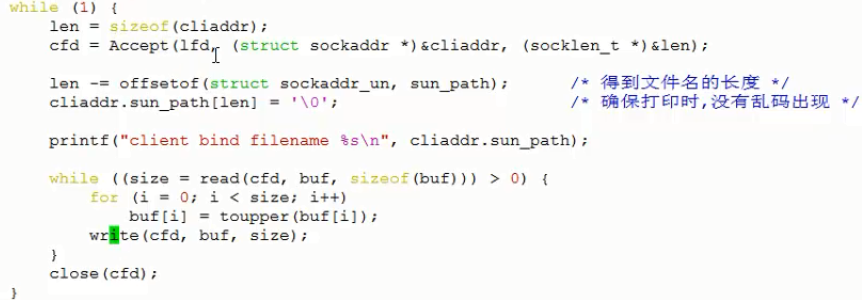 while (1) {
    len = sizeof(cliaddr);
    cfd = Accept(lfd, (struct sockaddr *)&cliaddr, (socklen_t *)&len);

    len -= offsetof(struct sockaddr_un, sun_path);      /* 得到文件名的长度 */
    cliaddr.sun_path[len] = '\0';                       /* 确保打印时,没有乱码出现 */

    printf("client bind filename %s\n", cliaddr.sun_path);

    while ((size = read(cfd, buf, sizeof(buf))) > 0) {
        for (i = 0; i < size; i++)
            buf[i] = toupper(buf[i]);
        write(cfd, buf, size);
    }
    close(cfd);
}